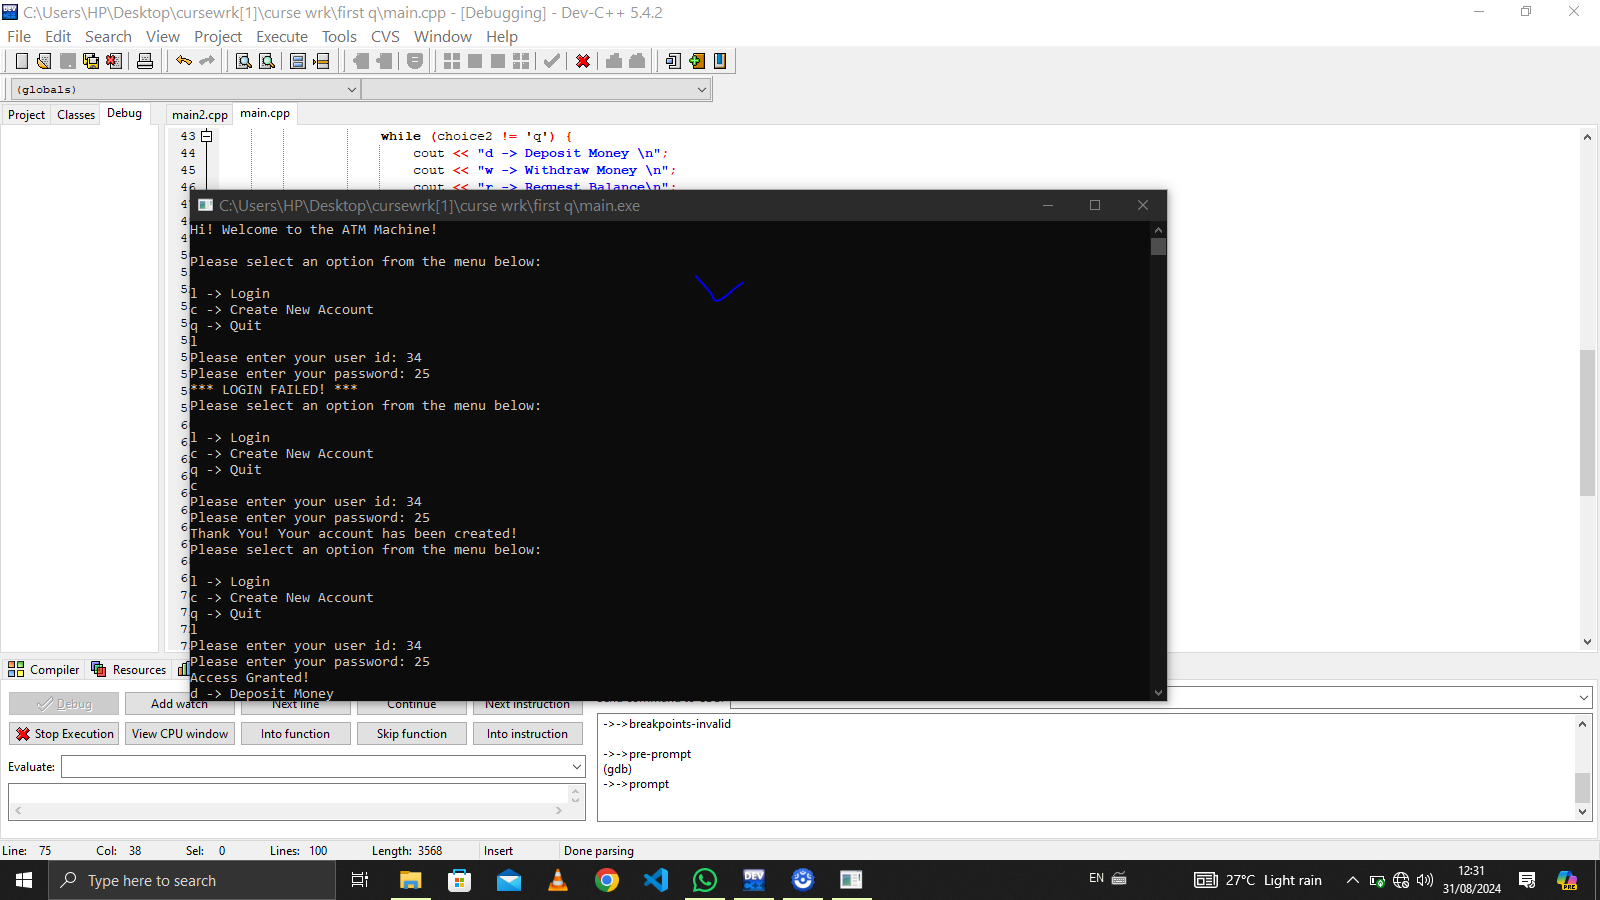 C:\Users\HP\Desktop\cursewrk[1]\curse wrk\first q\main.cpp - [Debugging] - Dev-C++ 5.4.2
File Edit Search View Project Execute Tools CVS Window Help
(globals)
Project Classes Debug main2.cpp main.cpp
43 while (choice2 != 'q') {
44 cout << "d -> Deposit Money \n";
45 cout << "w -> Withdraw Money \n";
46 cout << "r -> Request Balance\n";
C:\Users\HP\Desktop\cursewrk[1]\curse wrk\first q\main.exe
Hi! Welcome to the ATM Machine!
Please select an option from the menu below:
l -> Login
c -> Create New Account
q -> Quit
l
Please enter your user id: 34
Please enter your password: 25
*** LOGIN FAILED! ***
Please select an option from the menu below:
l -> Login
c -> Create New Account
q -> Quit
c
Please enter your user id: 34
Please enter your password: 25
Thank You! Your account has been created!
Please select an option from the menu below:
l -> Login
c -> Create New Account
q -> Quit
l
Please enter your user id: 34
Please enter your password: 25
Access Granted!
d -> Deposit Money
Compiler Resources
Debug Add watch Next line Continue Next instruction
Stop Execution View CPU window Into function Skip function Into instruction
Evaluate:
->->breakpoints-invalid
->->pre-prompt
(gdb)
->->prompt
Line: 75 Col: 38 Sel: 0 Lines: 100 Length: 3568 Insert Done parsing
Type here to search
DEV
EN
27°C Light rain
12:31
31/08/2024
PRE